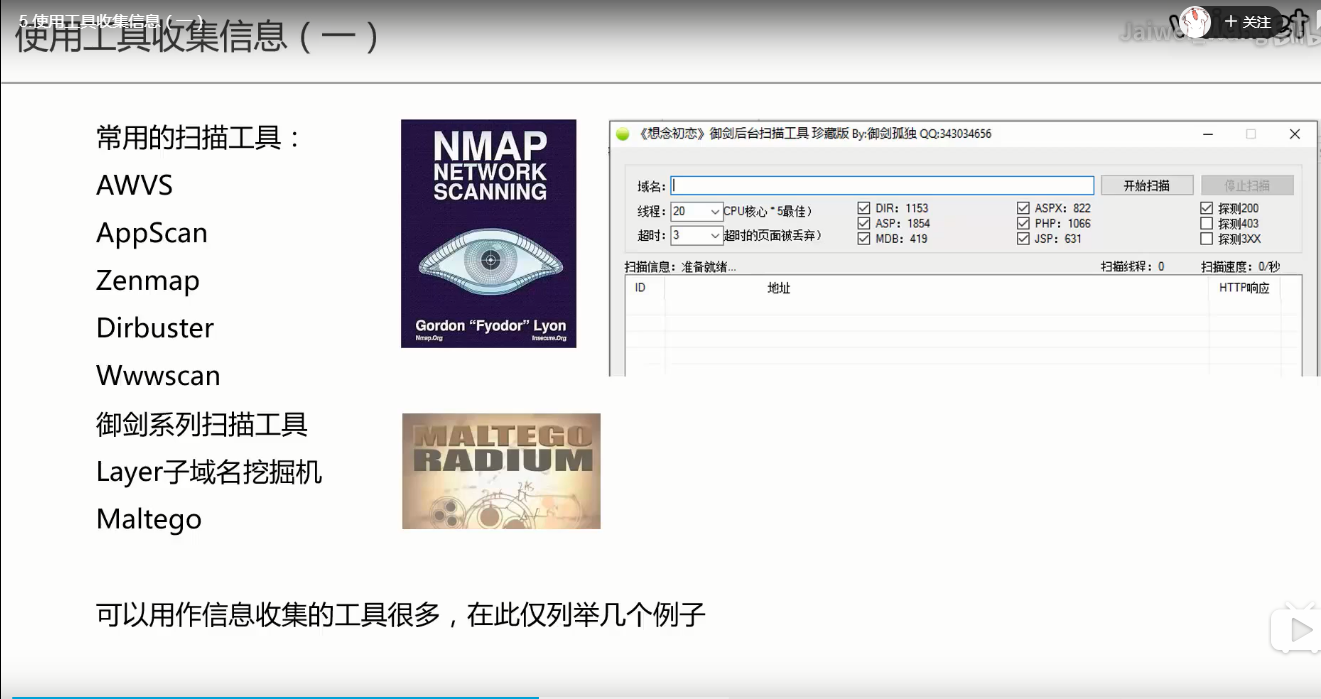 5.使用工具收集信息（一）
使用工具收集信息（一）
+ 关注
常用的扫描工具：
AWVS
AppScan
Zenmap
Dirbuster
Wwwscan
御剑系列扫描工具
Layer子域名挖掘机
Maltego
可以用作信息收集的工具很多，在此仅列举几个例子
NMAP
NETWORK
SCANNING
Gordon “Fyodor” Lyon
Nmap.Org Insecure.Org
MALTEGO
RADIUM
《想念初恋》御剑后台扫描工具 珍藏版 By:御剑孤独 QQ:343034656
域名： 开始扫描 停止扫描
线程： 20 CPU核心*5最佳） DIR: 1153 ASPX: 822 探测200
ASP: 1854 PHP: 1066 探测403
超时： 3 超时的页面被丢弃） MDB: 419 JSP: 631 探测3XX
扫描信息：准备就绪... 扫描线程：0 扫描速度：0/秒
ID 地址 HTTP响应